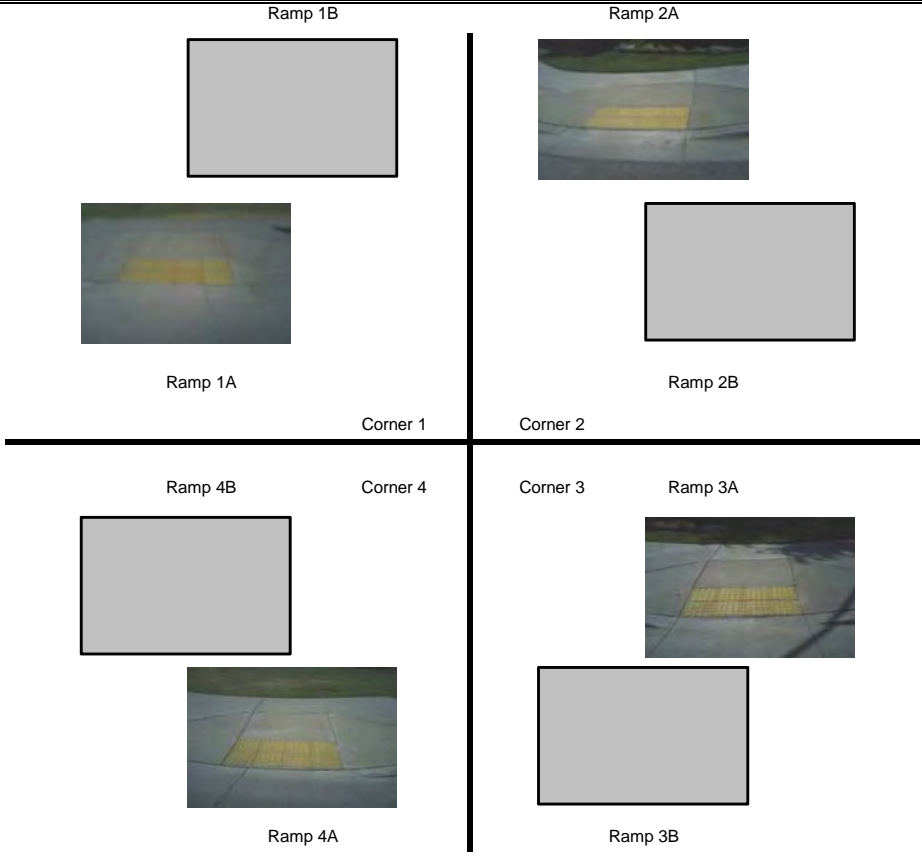 Ramp 1B
Ramp 2A
Ramp 1A
Ramp 2B
Corner 1
Corner 2
Ramp 4B
Corner 4
Corner 3
Ramp 3A
Ramp 4A
Ramp 3B